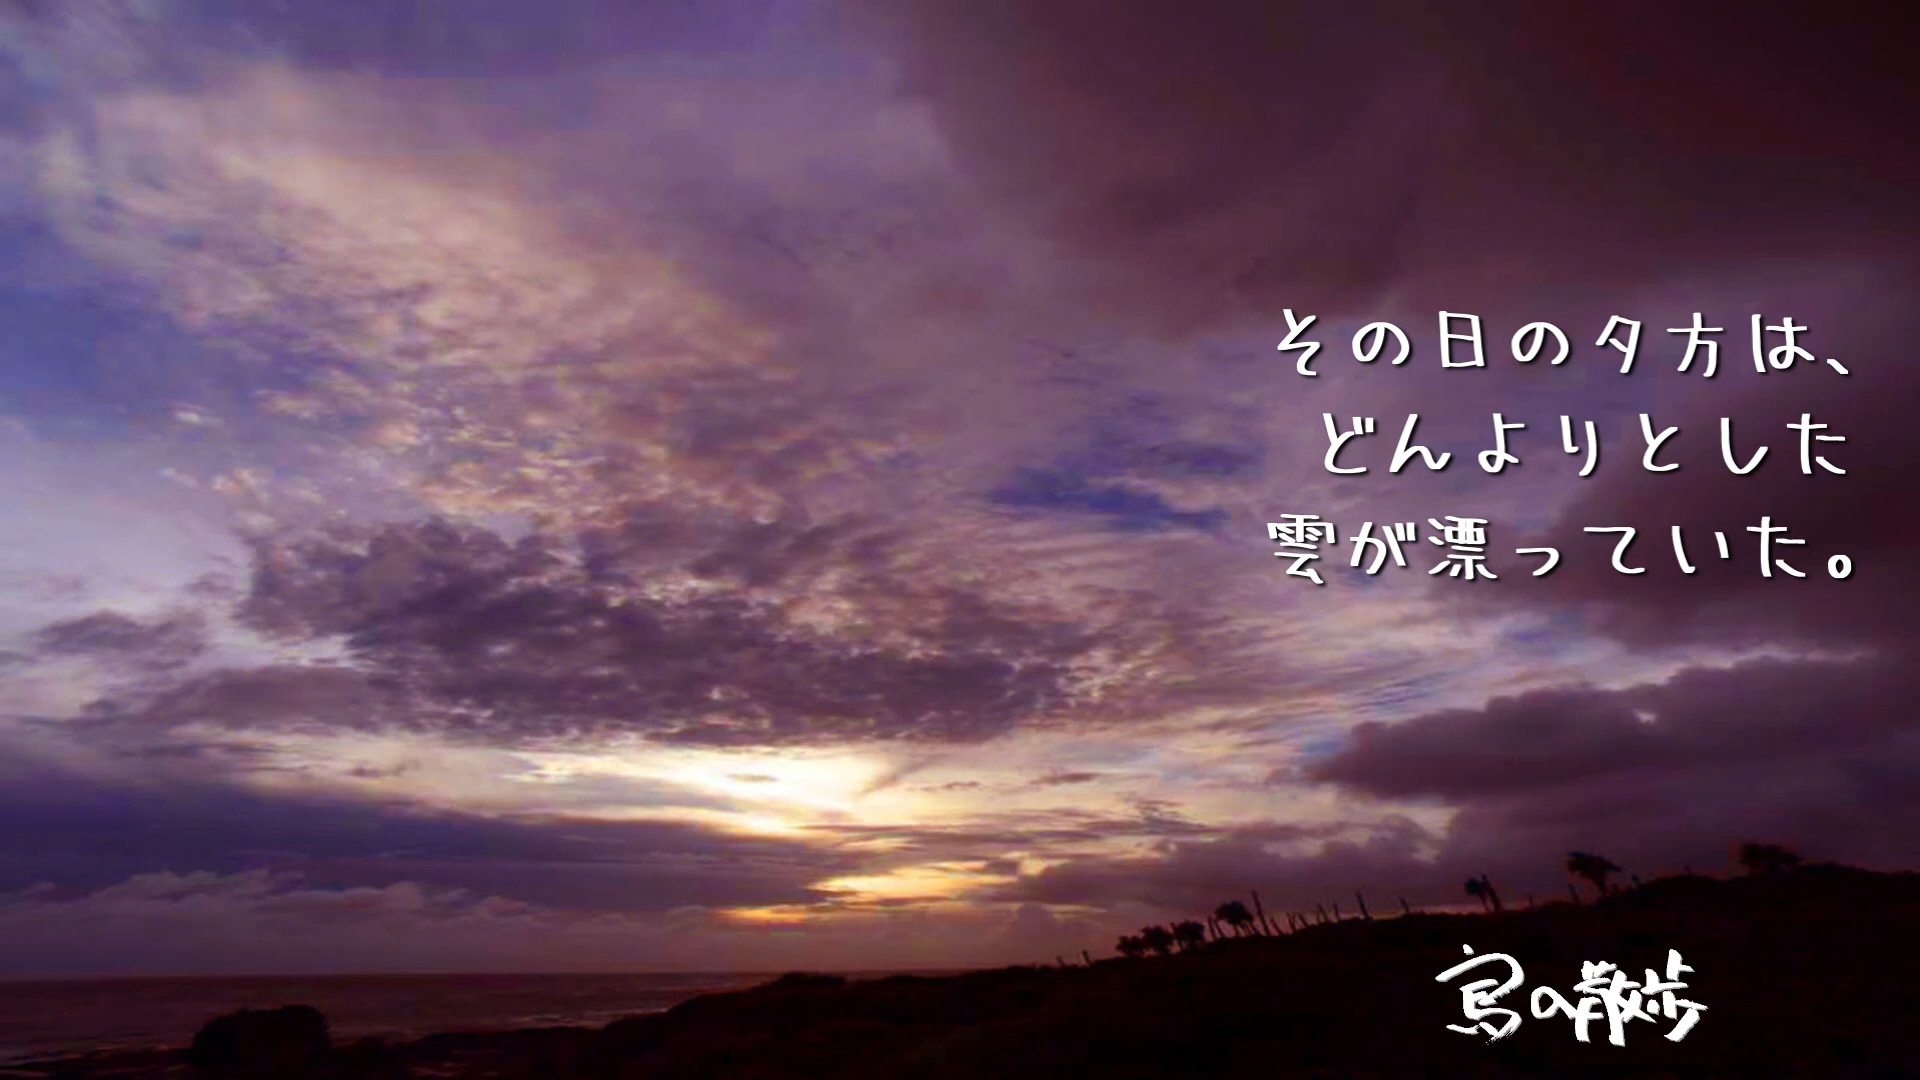 その日の夕方は、
どんよりとした
雲が漂っていた。
の散歩